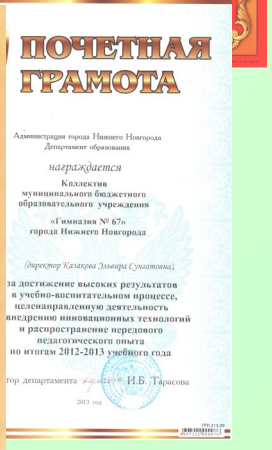 ПОЧЕТНАЯ
ГРАМОТА
Администрация города Нижнего Новгорода
Департамент образования
награждается
Коллектив
муниципального бюджетного
образовательного учреждения
"Гимназия № 67"
города Нижнего Новгорода
(директор Казакова Эльвира Сунгатовна)
за достижение высоких результатов
в учебно-воспитательном процессе,
целенаправленную деятельность
внедрению инновационных технологий
и распространение передового
педагогического опыта
по итогам 2012-2013 учебного года
тор департамента И.Б. Тарасова
2013 год